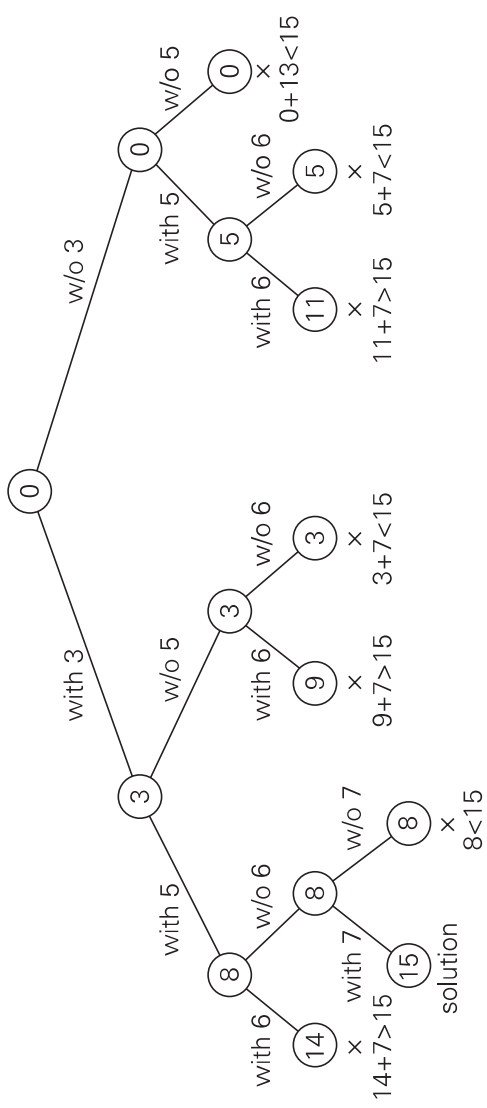 0
with 3
w/o 3
3
0
with 5
w/o 5
with 5
w/o 5
8
3
5
0
×
0+13<15
with 6
w/o 6
with 6
w/o 6
with 6
w/o 6
14
8
9
3
11
5
×
14+7>15
×
9+7>15
×
3+7<15
×
11+7>15
×
5+7<15
with 7
w/o 7
15
8
solution
×
8<15